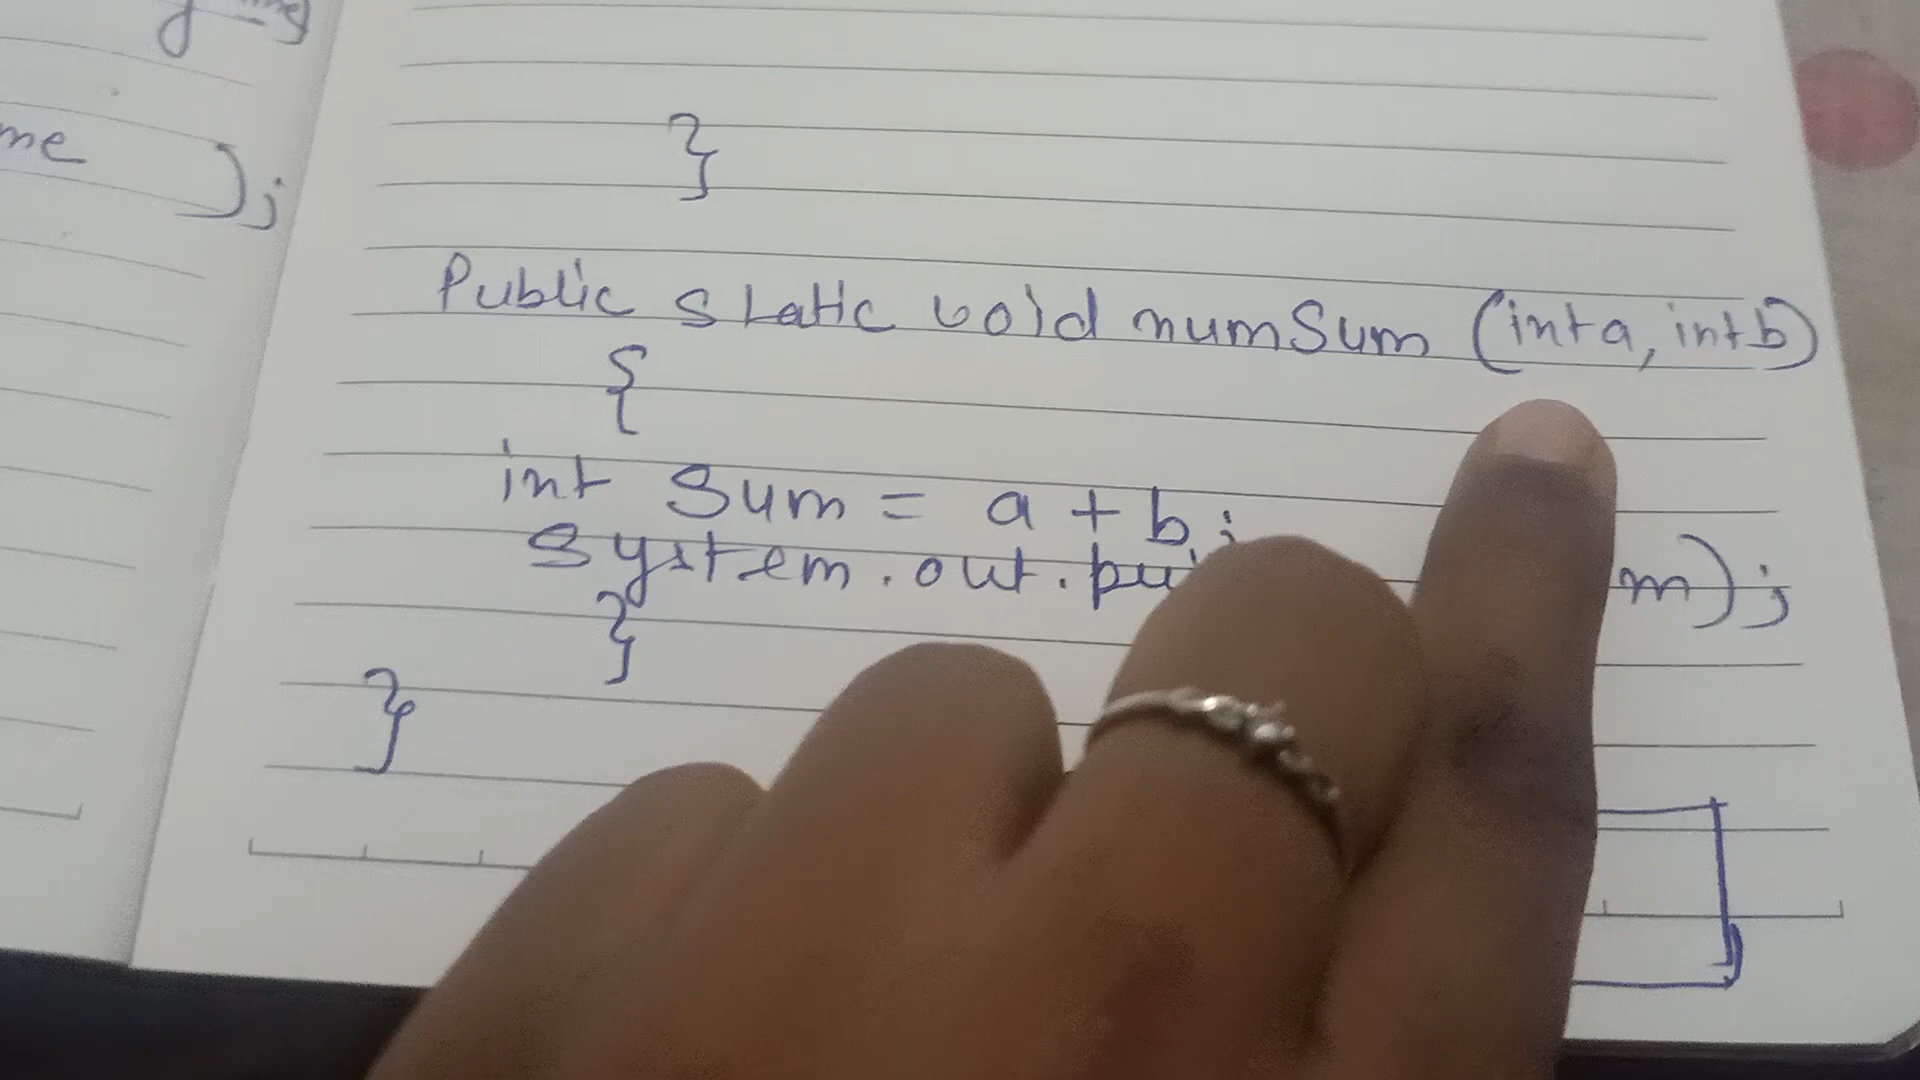 me );
}
Public static void numSum (int a, int b)
{
int Sum = a + b;
System.out. m);
}
}